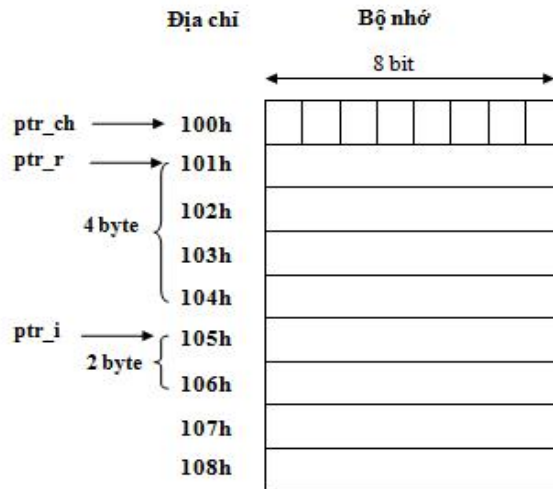 Địa chỉ Bộ nhớ
8 bit
ptr_ch 100h
ptr_r 101h
102h
4 byte
103h
104h
ptr_i 105h
2 byte
106h
107h
108h